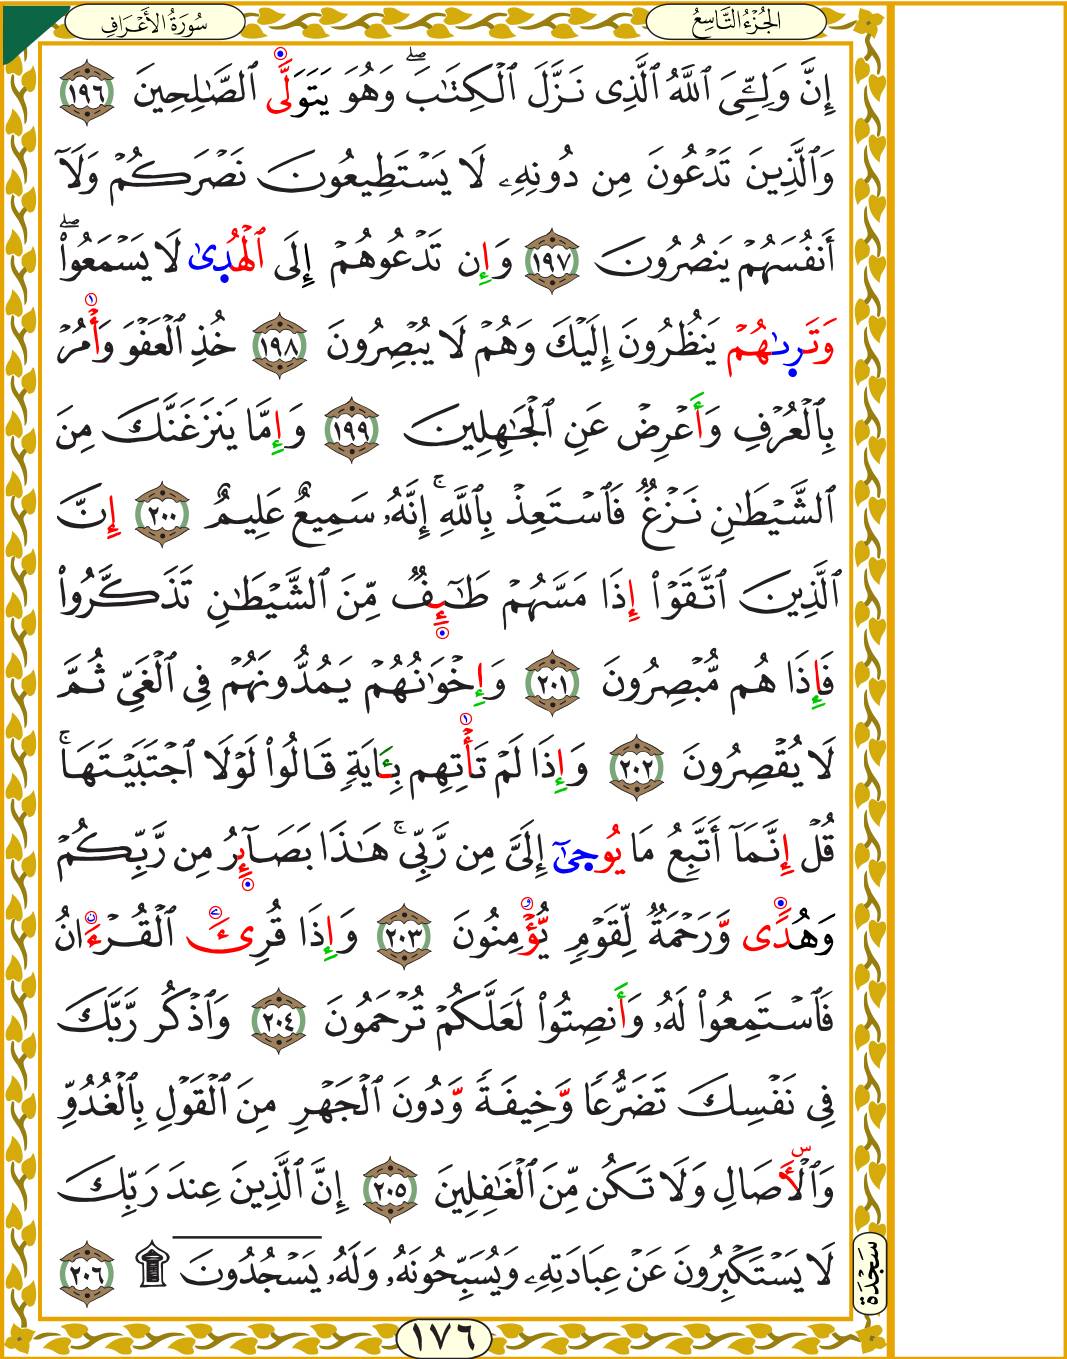 الجُزْءُ التَّاسِعُ
سُورَةُ الأَعْرَافِ
إِنَّ وَلِـِّۧيَ ٱللَّهُ ٱلَّذِى نَزَّلَ ٱلْكِتَـٰبَ ۖ وَهُوَ يَتَوَلَّى ٱلصَّـٰلِحِينَ ١٩٦
وَٱلَّذِينَ تَدْعُونَ مِن دُونِهِۦ لَا يَسْتَطِيعُونَ نَصْرَكُمْ وَلَآ
أَنفُسَهُمْ يَنصُرُونَ ١٩٧ وَإِن تَدْعُوهُمْ إِلَى ٱلْهُدِىٰ لَا يَسْمَعُوا۟ ۖ
وَتَرِىٰهُمْ يَنظُرُونَ إِلَيْكَ وَهُمْ لَا يُبْصِرُونَ ١٩٨ خُذِ ٱلْعَفْوَ وَأْمُرْ
بِٱلْعُرْفِ وَأَعْرِضْ عَنِ ٱلْجَـٰهِلِينَ ١٩٩ وَإِمَّا يَنزَغَنَّكَ مِنَ
ٱلشَّيْطَـٰنِ نَزْغٌ فَٱسْتَعِذْ بِٱللَّهِ ۚ إِنَّهُۥ سَمِيعٌ عَلِيمٌ ٢٠٠ إِنَّ
ٱلَّذِينَ ٱتَّقَوْا۟ إِذَا مَسَّهُمْ طَـٰٓئِفٌ مِّنَ ٱلشَّيْطَـٰنِ تَذَكَّرُوا۟
فَإِذَا هُم مُّبْصِرُونَ ٢٠١ وَإِخْوَٰنُهُمْ يَمُدُّونَهُمْ فِى ٱلْغَىِّ ثُمَّ
لَا يُقْصِرُونَ ٢٠٢ وَإِذَا لَمْ تَأْتِهِم بِـَٔايَةٍ قَالُوا۟ لَوْلَا ٱجْتَبَيْتَهَا ۚ
قُلْ إِنَّمَآ أَتَّبِعُ مَا يُوحِىٰٓ إِلَىَّ مِن رَّبِّى ۚ هَـٰذَا بَصَآئِرُ مِن رَّبِّكُمْ
وَهُدًى وَرَحْمَةٌ لِّقَوْمٍ يُؤْمِنُونَ ٢٠٣ وَإِذَا قُرِئَ ٱلْقُرْءَانُ
فَٱسْتَمِعُوا۟ لَهُۥ وَأَنصِتُوا۟ لَعَلَّكُمْ تُرْحَمُونَ ٢٠٤ وَٱذْكُر رَّبَّكَ
فِى نَفْسِكَ تَضَرُّعًا وَخِيفَةً وَدُونَ ٱلْجَهْرِ مِنَ ٱلْقَوْلِ بِٱلْغُدُوِّ
وَٱلْـَٔاصَالِ وَلَا تَكُن مِّنَ ٱلْغَـٰفِلِينَ ٢٠٥ إِنَّ ٱلَّذِينَ عِندَ رَبِّكَ
لَا يَسْتَكْبِرُونَ عَنْ عِبَادَتِهِۦ وَيُسَبِّحُونَهُۥ وَلَهُۥ يَسْجُدُونَ ۩ ٢٠٦
سَجْدَة
١٧٦